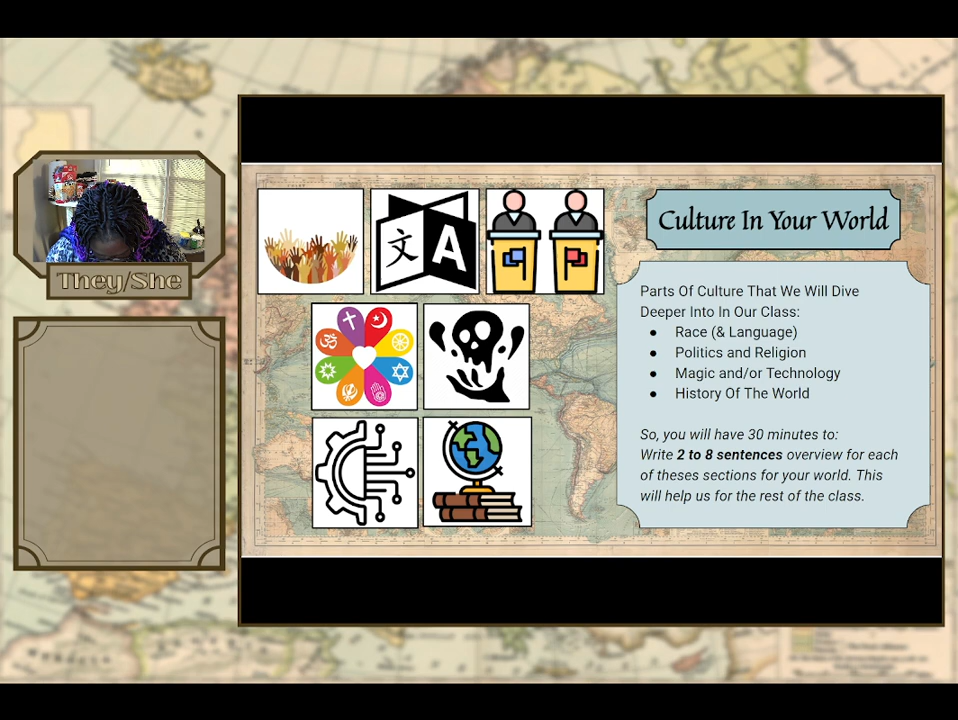 They/She
文
A
Culture In Your World
Parts Of Culture That We Will Dive
Deeper Into In Our Class:
● Race (& Language)
● Politics and Religion
● Magic and/or Technology
● History Of The World
So, you will have 30 minutes to:
Write 2 to 8 sentences overview for each
of theses sections for your world. This
will help us for the rest of the class.